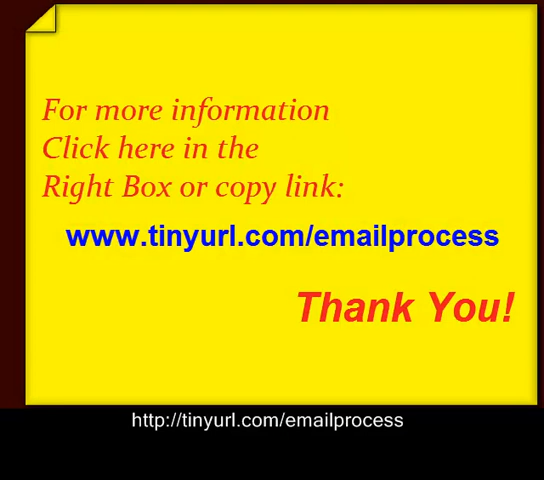 For more information
Click here in the
Right Box or copy link:
www.tinyurl.com/emailprocess
Thank You!
http://tinyurl.com/emailprocess